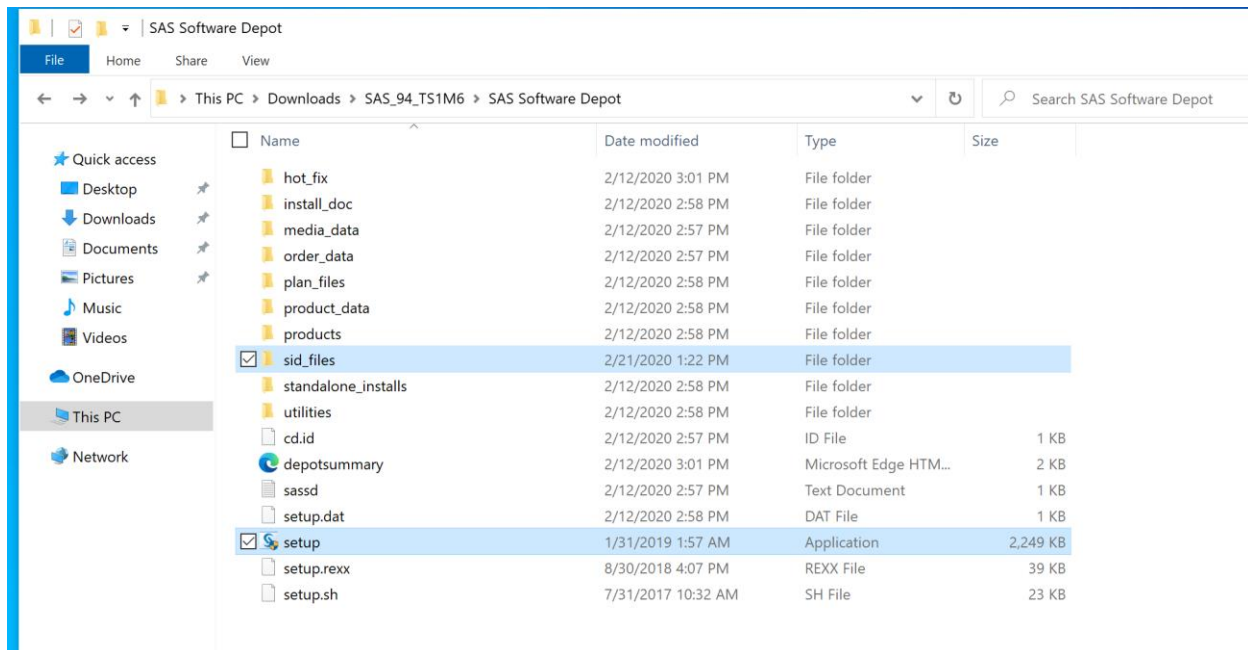 SAS Software Depot
File Home Share View
This PC > Downloads > SAS_94_TS1M6 > SAS Software Depot Search SAS Software Depot
Name Date modified Type Size
Quick access
Desktop
Downloads
Documents
Pictures
Music
Videos
OneDrive
This PC
Network
hot_fix 2/12/2020 3:01 PM File folder
install_doc 2/12/2020 2:58 PM File folder
media_data 2/12/2020 2:57 PM File folder
order_data 2/12/2020 2:57 PM File folder
plan_files 2/12/2020 2:58 PM File folder
product_data 2/12/2020 2:58 PM File folder
products 2/12/2020 2:58 PM File folder
sid_files 2/21/2020 1:22 PM File folder
standalone_installs 2/12/2020 2:58 PM File folder
utilities 2/12/2020 2:58 PM File folder
cd.id 2/12/2020 2:57 PM ID File 1 KB
depotsummary 2/12/2020 3:01 PM Microsoft Edge HTM... 2 KB
sassd 2/12/2020 2:57 PM Text Document 1 KB
setup.dat 2/12/2020 2:58 PM DAT File 1 KB
setup 1/31/2019 1:57 AM Application 2,249 KB
setup.rexx 8/30/2018 4:07 PM REXX File 39 KB
setup.sh 7/31/2017 10:32 AM SH File 23 KB